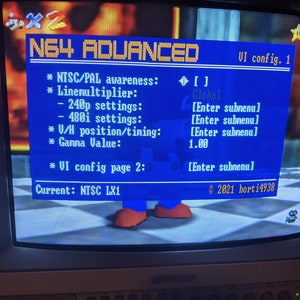 N64 ADVANCED
VI config. 1
* NTSC/PAL awareness: [ ]
* Linemultiplier: Global
- 240p settings: [Enter submenu]
- 480i settings: [Enter submenu]
* V/H position/timing: [Enter submenu]
* Gamma Value: 1.00
* VI config page 2: [Enter submenu]
Current: NTSC LX1 © 2021 borti4938